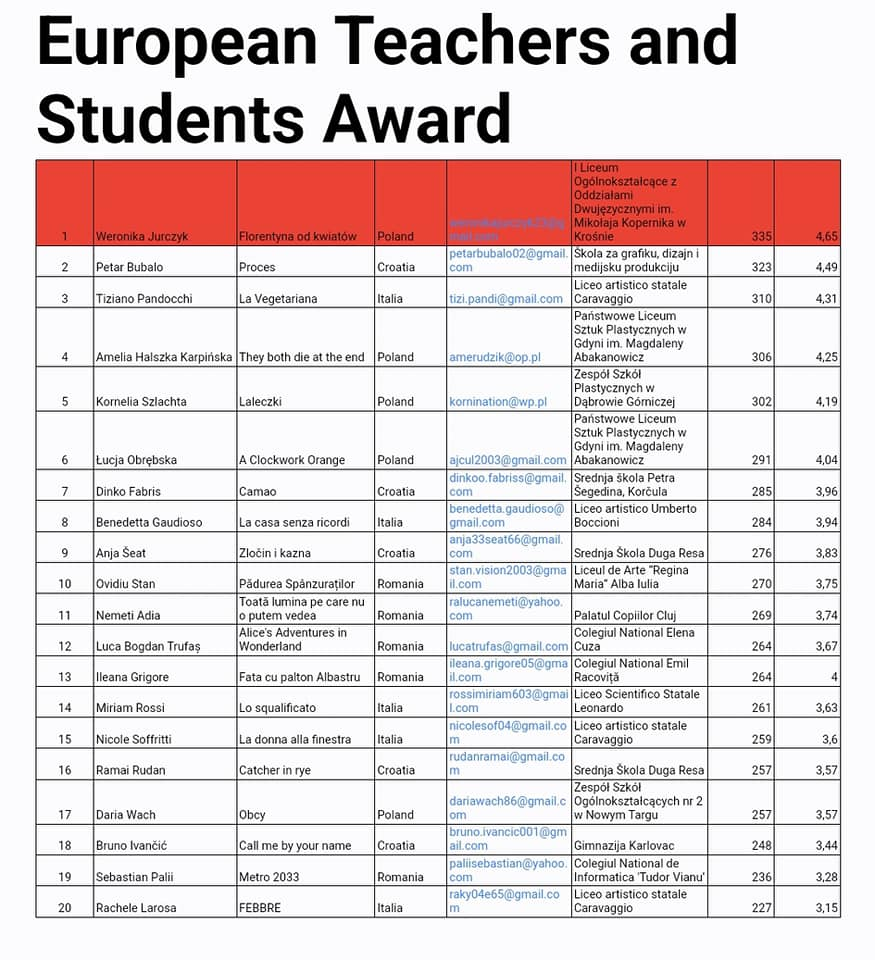 European Teachers and
Students Award
1
Weronika Jurczyk
Florentyna od kwiatów
Poland
mail.com
I Liceum
Ogólnokształcące z
Oddziałami
Dwujęzycznymi im.
Mikołaja Kopernika w
Krośnie
335
4,65
2
Petar Bubalo
Proces
Croatia
petarbubalo02@gmail.
com
Škola za grafiku, dizajn i
medijsku produkciju
323
4,49
3
Tiziano Pandocchi
La Vegetariana
Italia
tizi.pandi@gmail.com
Liceo artistico statale
Caravaggio
310
4,31
4
Amelia Halszka Karpińska
They both die at the end
Poland
amerudzik@op.pl
Państwowe Liceum
Sztuk Plastycznych w
Gdyni im. Magdaleny
Abakanowicz
306
4,25
5
Kornelia Szlachta
Laleczki
Poland
kornination@wp.pl
Zespół Szkół
Plastycznych w
Dąbrowie Górniczej
302
4,19
6
Łucja Obrębska
A Clockwork Orange
Poland
ajcul2003@gmail.com
Państwowe Liceum
Sztuk Plastycznych w
Gdyni im. Magdaleny
Abakanowicz
291
4,04
7
Dinko Fabris
Camao
Croatia
dinkoo.fabriss@gmail.
com
Srednja škola Petra
Šegedina, Korčula
285
3,96
8
Benedetta Gaudioso
La casa senza ricordi
Italia
benedetta.gaudioso@
gmail.com
Liceo artistico Umberto
Boccioni
284
3,94
9
Anja Šeat
Zločin i kazna
Croatia
anja33seat66@gmail.
com
Srednja Škola Duga Resa
276
3,83
10
Ovidiu Stan
Pădurea Spânzuraților
Romania
stan.vision2003@gma
il.com
Liceul de Arte "Regina
Maria" Alba Iulia
270
3,75
11
Nemeti Adia
Toată lumina pe care nu
o putem vedea
Romania
ralucanemeti@yahoo.
com
Palatul Copiilor Cluj
269
3,74
12
Luca Bogdan Trufaș
Alice's Adventures in
Wonderland
Romania
lucatrufas@gmail.com
Colegiul National Elena
Cuza
264
3,67
13
Ileana Grigore
Fata cu palton Albastru
Romania
ileana.grigore05@gma
il.com
Colegiul National Emil
Racoviță
264
4
14
Miriam Rossi
Lo squalificato
Italia
rossimiriam603@gmai
l.com
Liceo Scientifico Statale
Leonardo
261
3,63
15
Nicole Soffritti
La donna alla finestra
Italia
nicolesof04@gmail.co
m
Liceo artistico statale
Caravaggio
259
3,6
16
Ramai Rudan
Catcher in rye
Croatia
rudanramai@gmail.co
m
Srednja Škola Duga Resa
257
3,57
17
Daria Wach
Obcy
Poland
dariawach86@gmail.c
om
Zespół Szkół
Ogólnokształcących nr 2
w Nowym Targu
257
3,57
18
Bruno Ivančić
Call me by your name
Croatia
bruno.ivancic001@gm
ail.com
Gimnazija Karlovac
248
3,44
19
Sebastian Palii
Metro 2033
Romania
paliisebastian@yahoo.
com
Colegiul National de
Informatica 'Tudor Vianu'
236
3,28
20
Rachele Larosa
FEBBRE
Italia
raky04e65@gmail.co
m
Liceo artistico statale
Caravaggio
227
3,15